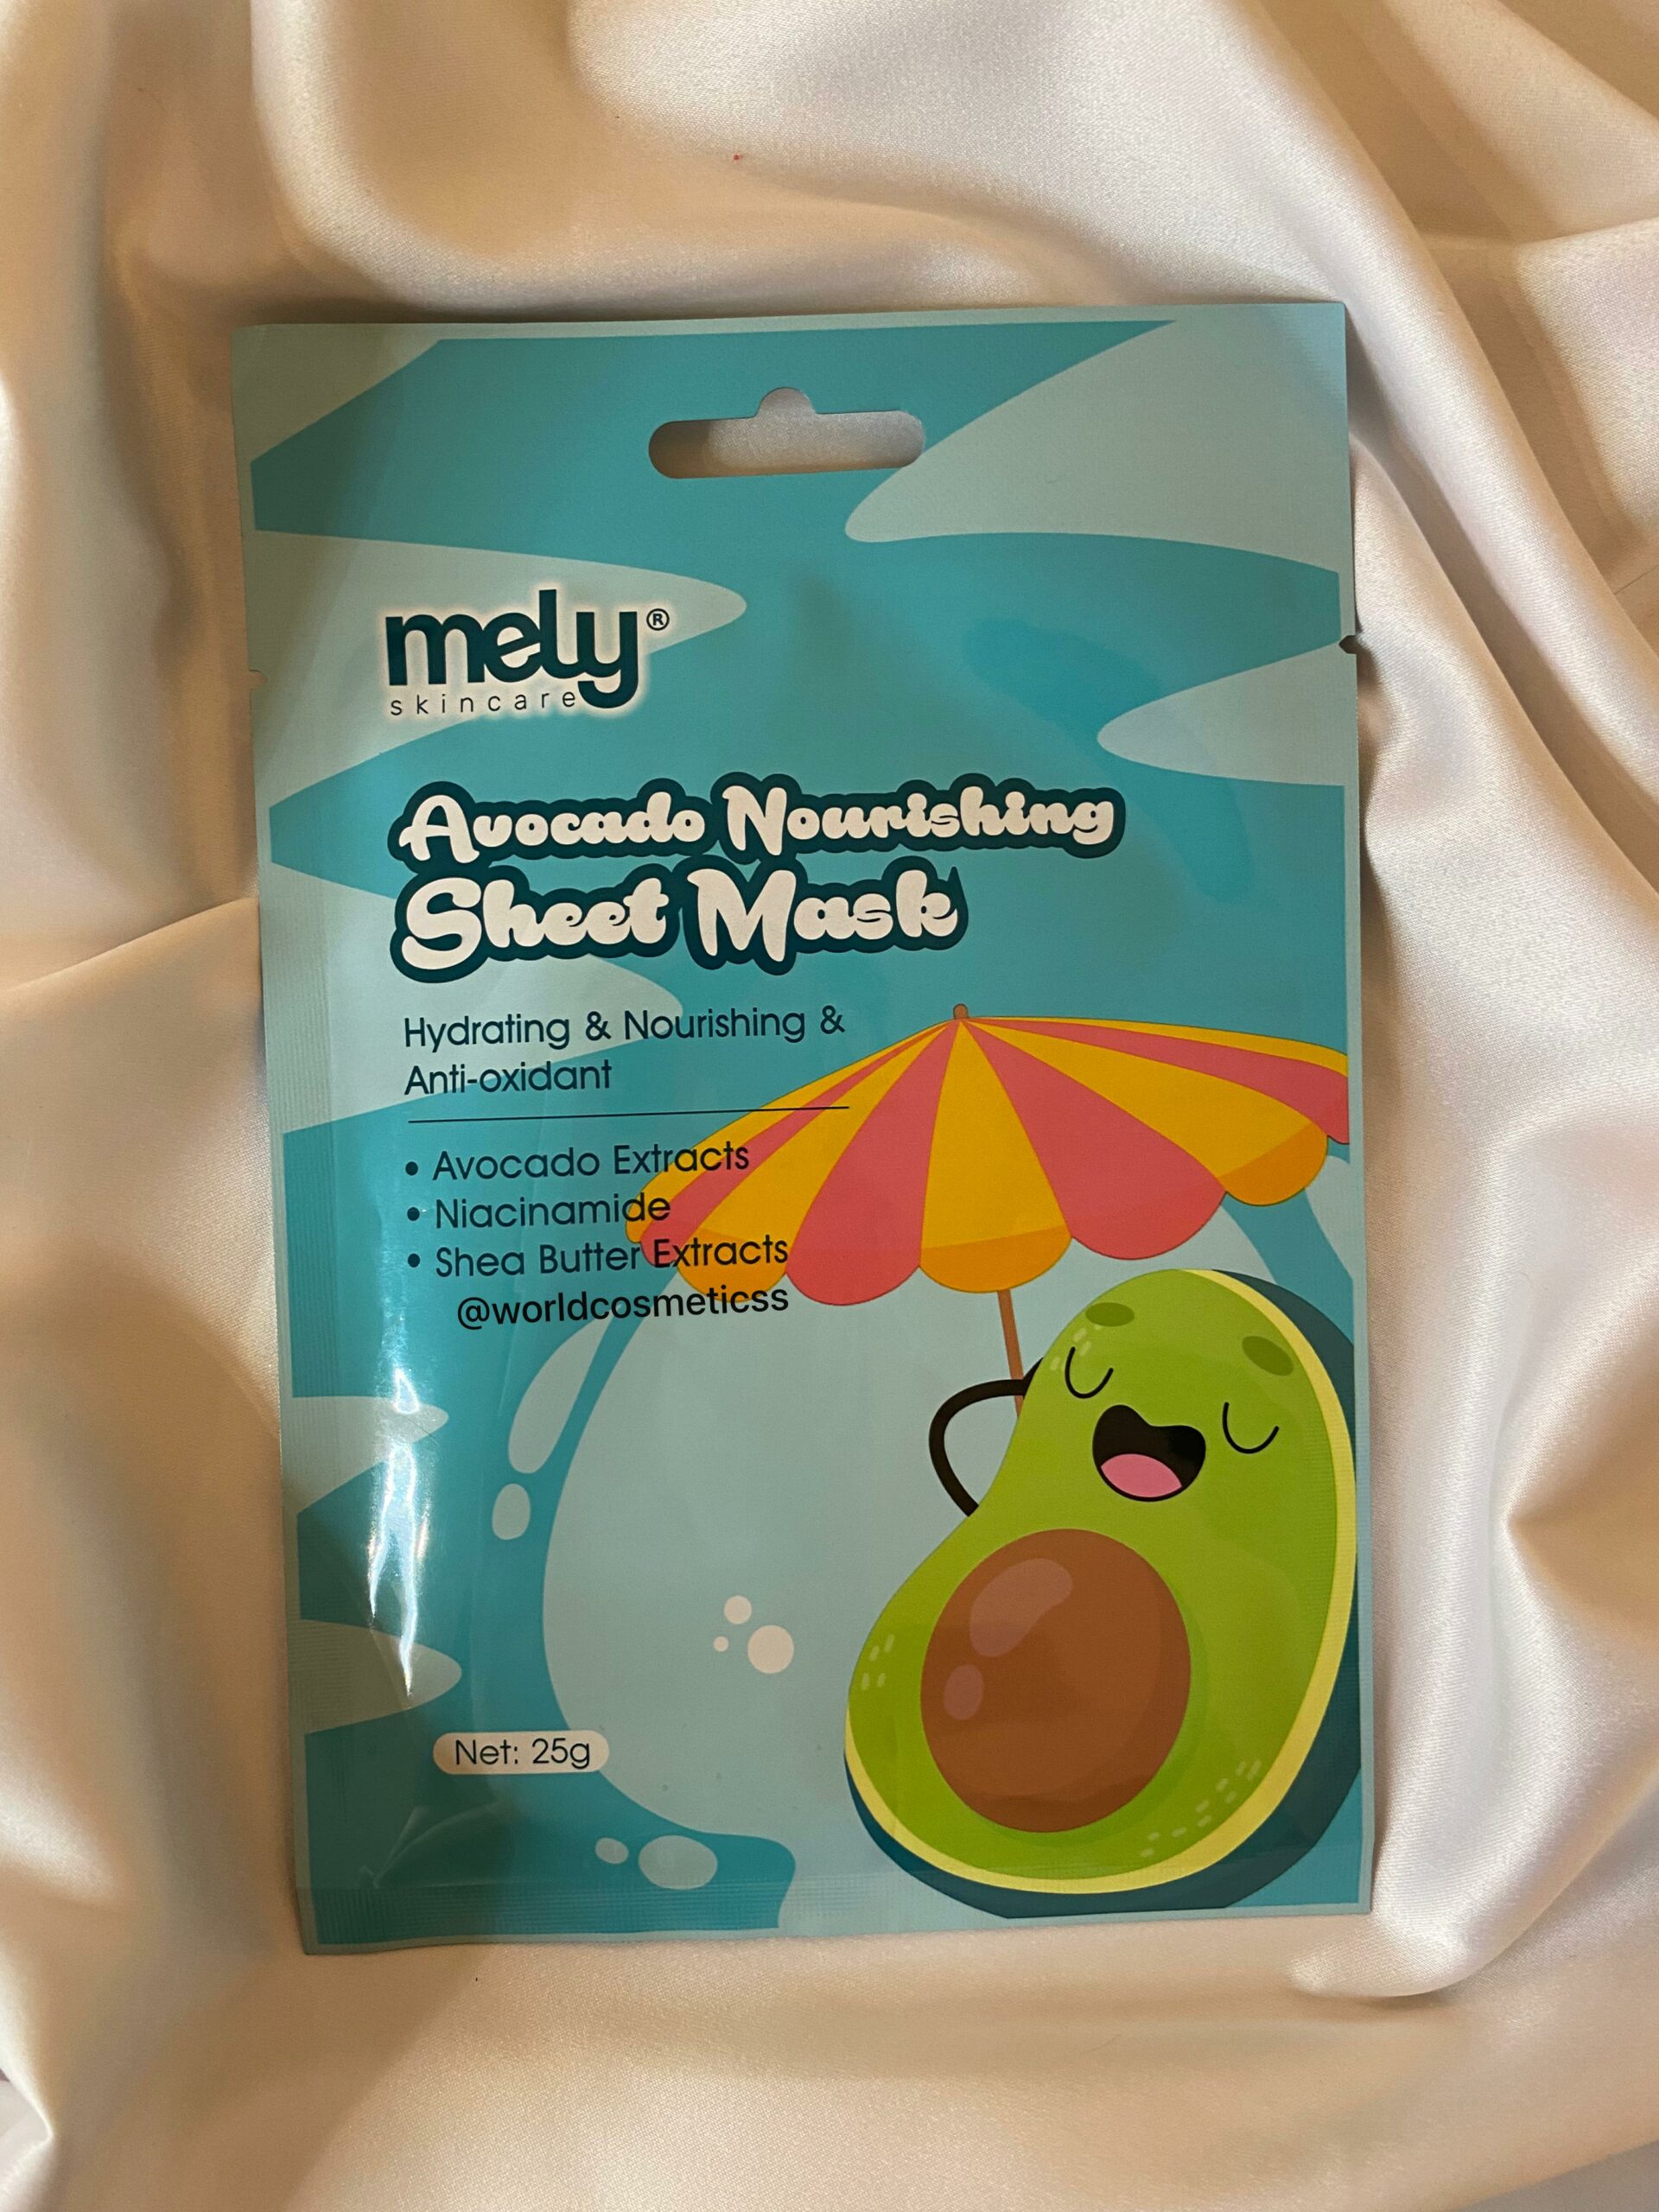 mely®
skincare
Avocado Nourishing
Sheet Mask
Hydrating & Nourishing &
Anti-oxidant
• Avocado Extracts
• Niacinamide
• Shea Butter Extracts
@worldcosmeticss
Net: 25g